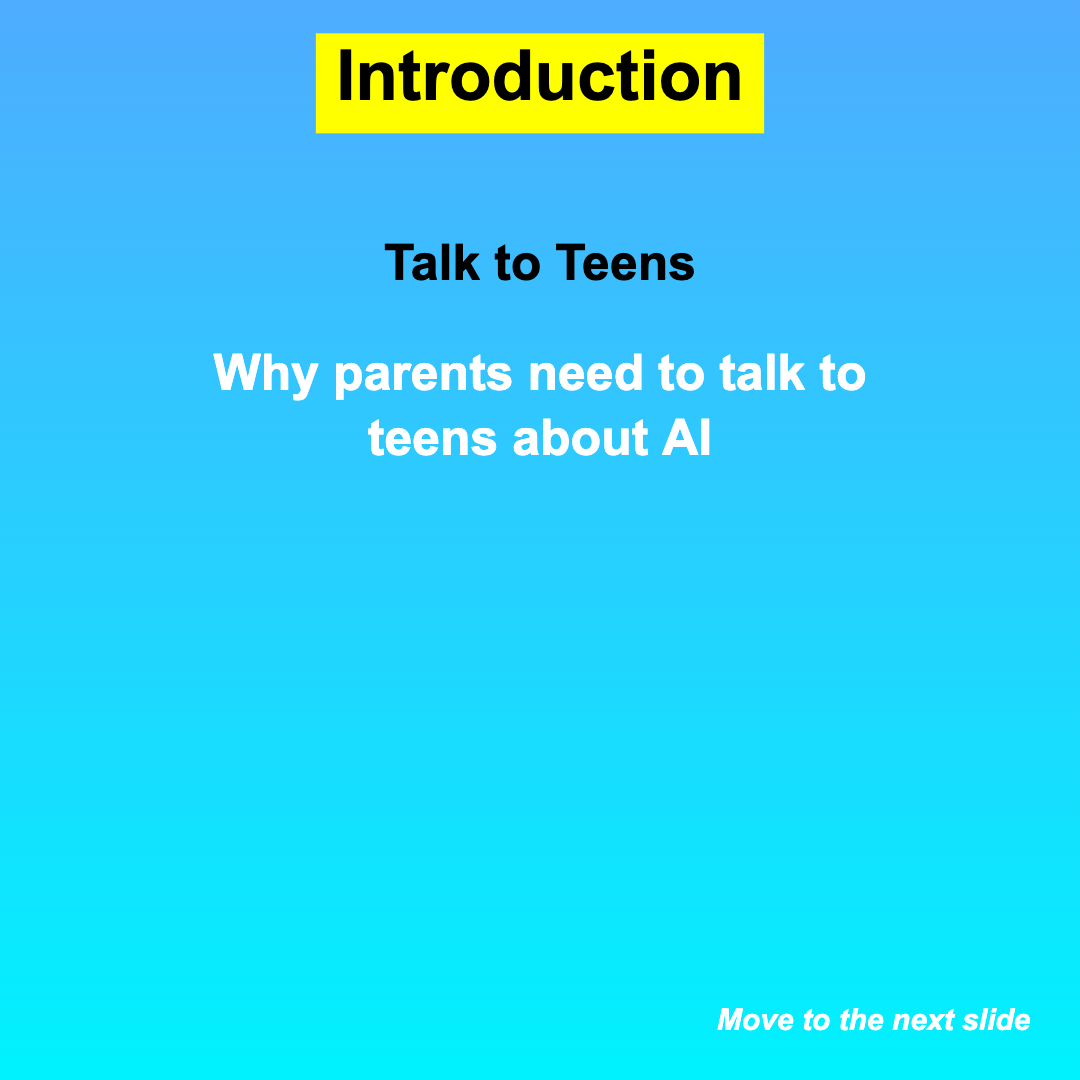 Introduction
Talk to Teens
Why parents need to talk to
teens about AI
Move to the next slide